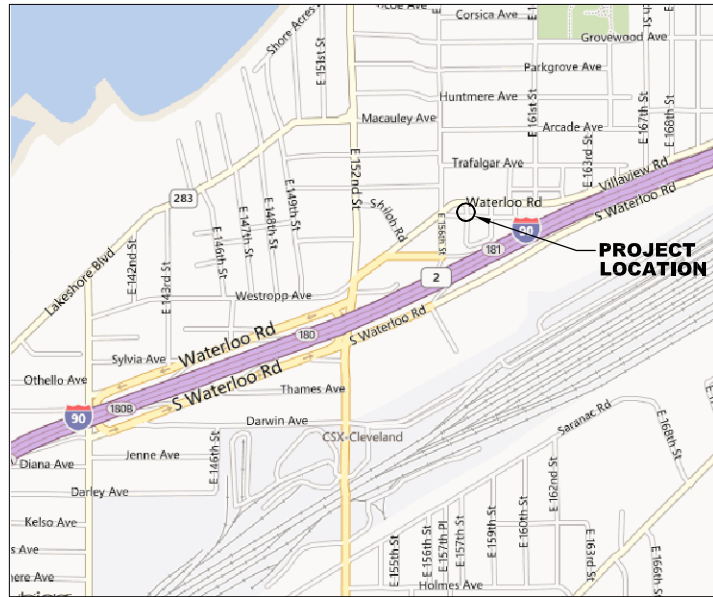 Corsica Ave
Grovewood Ave
Shore Acres
E 151st St
Parkgrove Ave
Huntmere Ave
E 161st St
E 167th St
E 168th St
Macauley Ave
Arcade Ave
E 152nd St
Trafalgar Ave
E 163rd St
Villaview Rd
283
E 149th St
E 148th St
E 147th St
E 146th St
Shiloh Rd
Waterloo Rd
S Waterloo Rd
E 156th St
90
181
PROJECT
LOCATION
E 142nd St
E 143rd St
Lakeshore Blvd
2
Westropp Ave
Waterloo Rd
180
S Waterloo Rd
Sylvia Ave
S Waterloo Rd
Othello Ave
Thames Ave
180B
90
Darwin Ave
Saranac Rd
E 168th St
CSX-Cleveland
E 146th St
Jenne Ave
Diana Ave
Darley Ave
E 162nd St
Kelso Ave
E 155th St
E 156th St
E 157th Pl
E 157th St
E 159th St
E 160th St
E 163rd St
E 166th St
s Ave
nere Ave
Holmes Ave